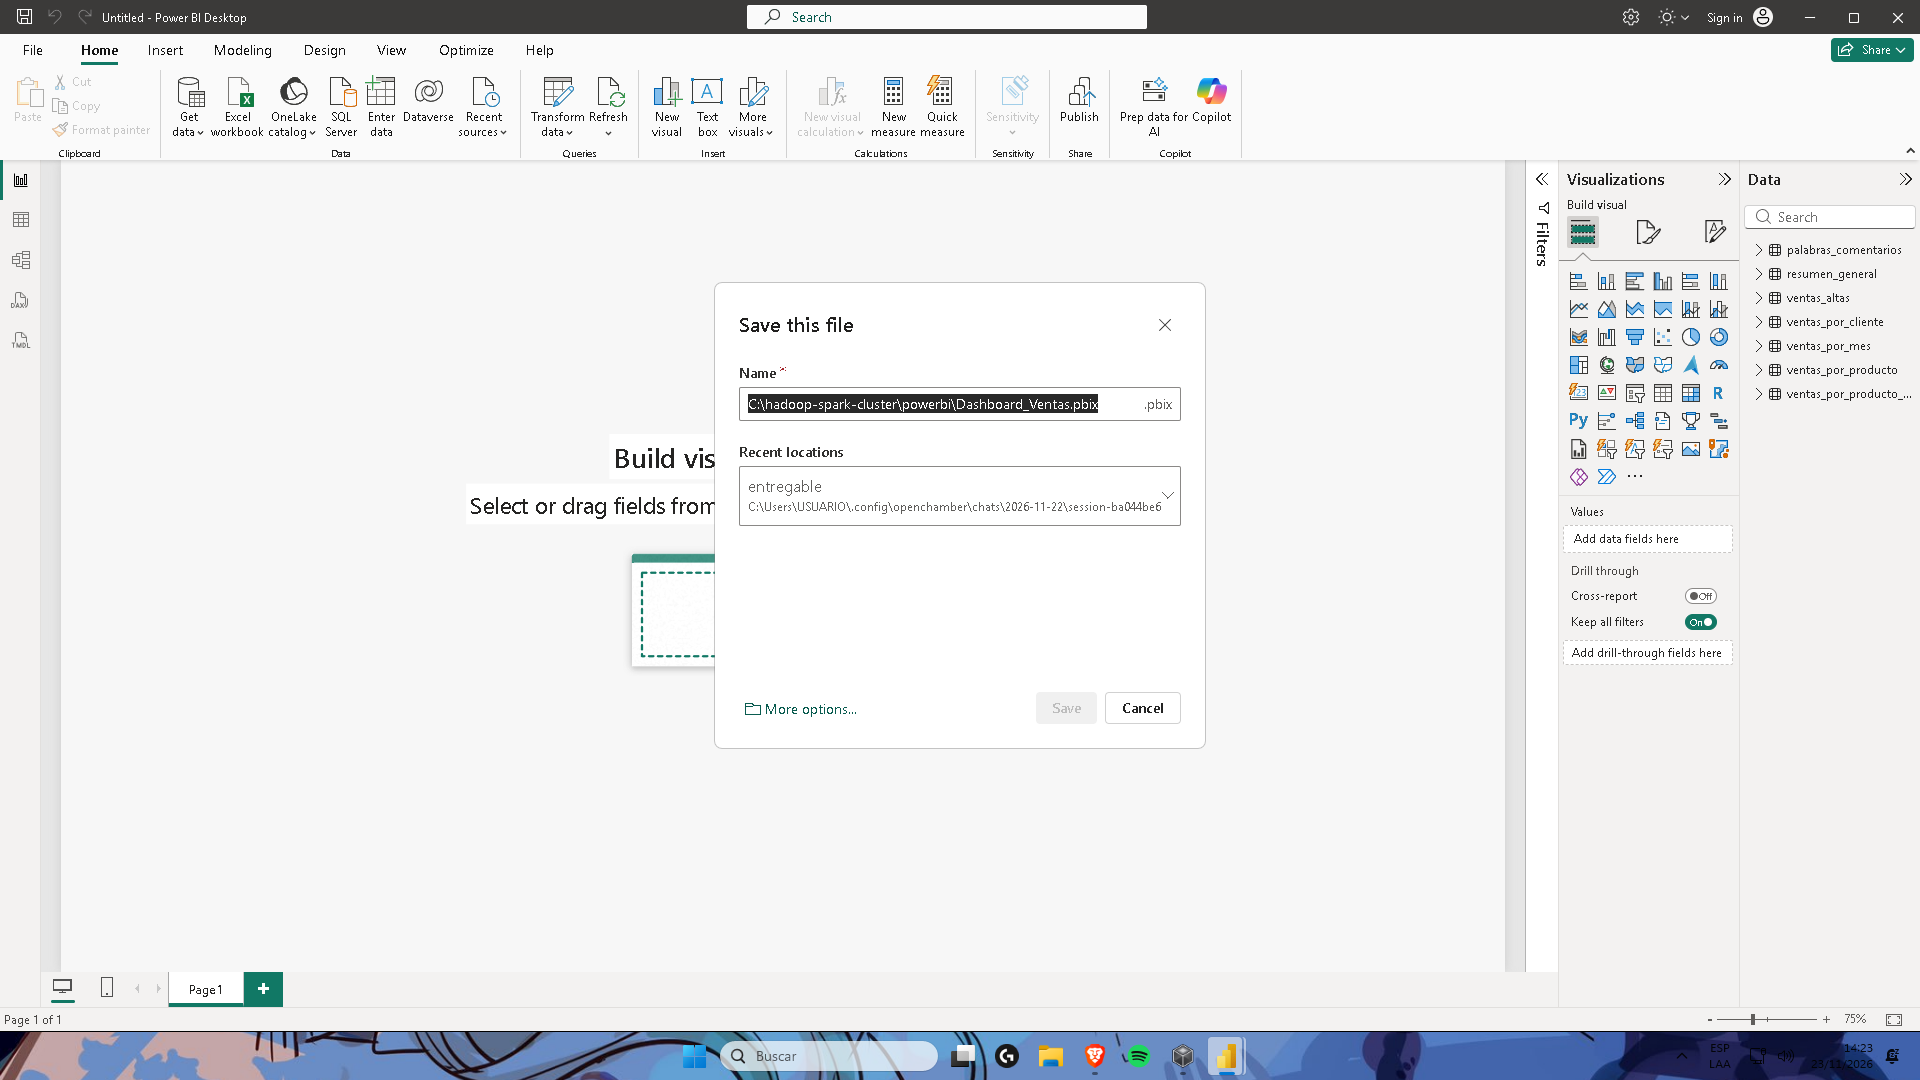 Untitled - Power BI Desktop
Search
Sign in
File
Home
Insert
Modeling
Design
View
Optimize
Help
Share
Paste
Cut
Copy
Format painter
Clipboard
Get data
Excel workbook
OneLake catalog
SQL Server
Enter data
Dataverse
Recent sources
Data
Transform data
Refresh
Queries
New visual
Text box
More visuals
Insert
New visual calculation
New measure
Quick measure
Calculations
Sensitivity
Sensitivity
Publish
Share
Prep data for AI
Copilot
Copilot
DAX
TMDL
Build vis
Select or drag fields from
Save this file
Name *
C:\hadoop-spark-cluster\powerbi\Dashboard_Ventas.pbix
.pbix
Recent locations
entregable
C:\Users\USUARIO\.config\openchamber\chats\2026-11-22\session-ba044be6
More options...
Save
Cancel
Filters
Visualizations
Build visual
R
Py
Values
Add data fields here
Drill through
Cross-report
Off
Keep all filters
On
Add drill-through fields here
Data
Search
palabras_comentarios
resumen_general
ventas_altas
ventas_por_cliente
ventas_por_mes
ventas_por_producto
ventas_por_producto_...
Page 1
Page 1 of 1
- + 75%
Buscar
ESP
LAA
14:23
23/11/2026